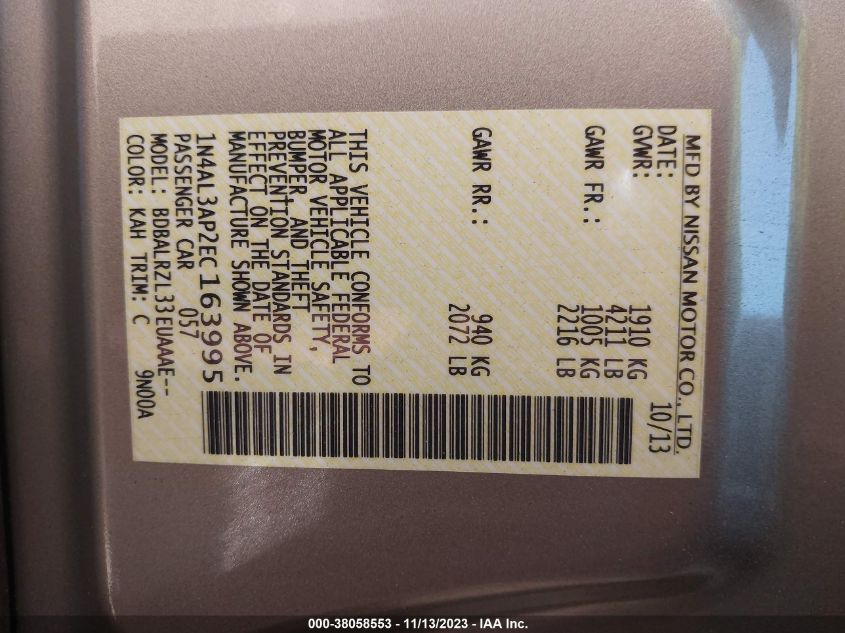 MFD BY NISSAN MOTOR CO., LTD.
DATE: 10/13
GVWR: 1910 KG
4211 LB
GAWR FR.: 1005 KG
2216 LB
GAWR RR.: 940 KG
2072 LB
THIS VEHICLE CONFORMS TO
ALL APPLICABLE FEDERAL
MOTOR VEHICLE SAFETY,
BUMPER, AND THEFT
PREVENTION STANDARDS IN
EFFECT ON THE DATE OF
MANUFACTURE SHOWN ABOVE.
1N4AL3AP2EC163995
PASSENGER CAR 057
MODEL: BDBALRZL33EUAAAE--
COLOR: KAH TRIM: C 9N00A
000-38058553 - 11/13/2023 - IAA Inc.